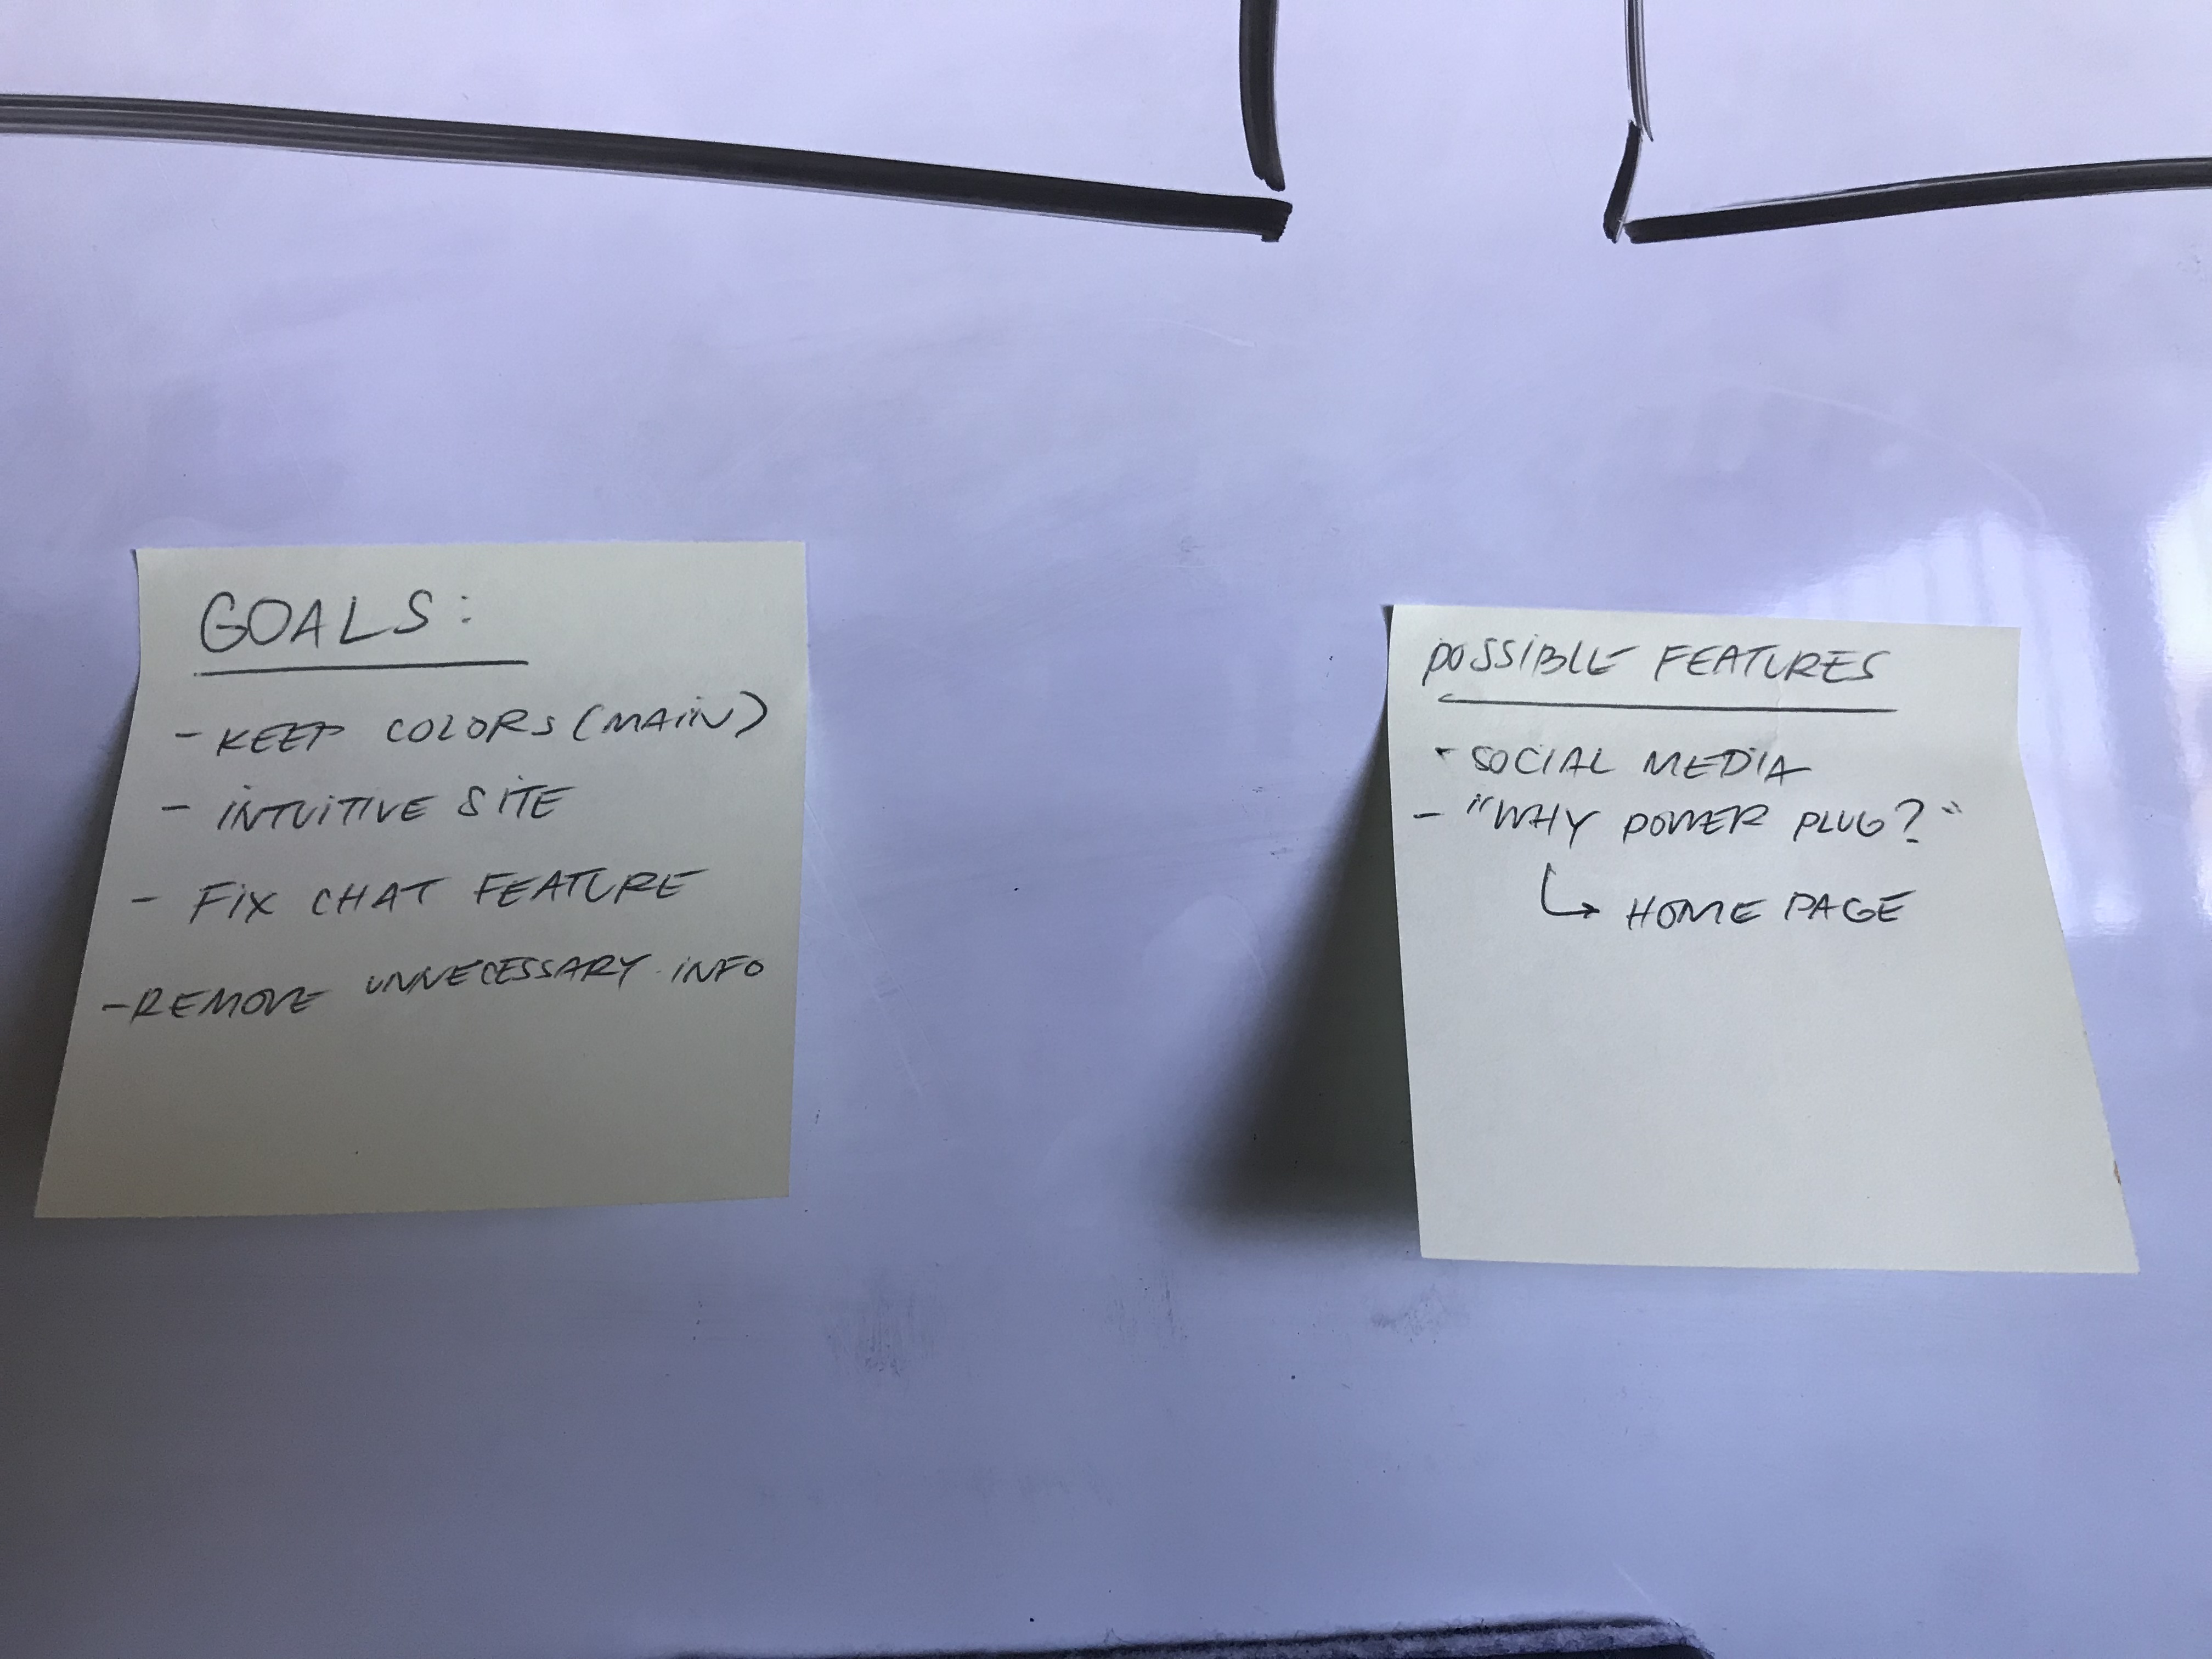 GOALS:
- KEEP COLORS (MAIN)
- INTUITIVE SITE
- FIX CHAT FEATURE
- REMOVE UNNECESSARY INFO
POSSIBLE FEATURES
- SOCIAL MEDIA
- "WHY POWER PLUG?"
↳ HOME PAGE